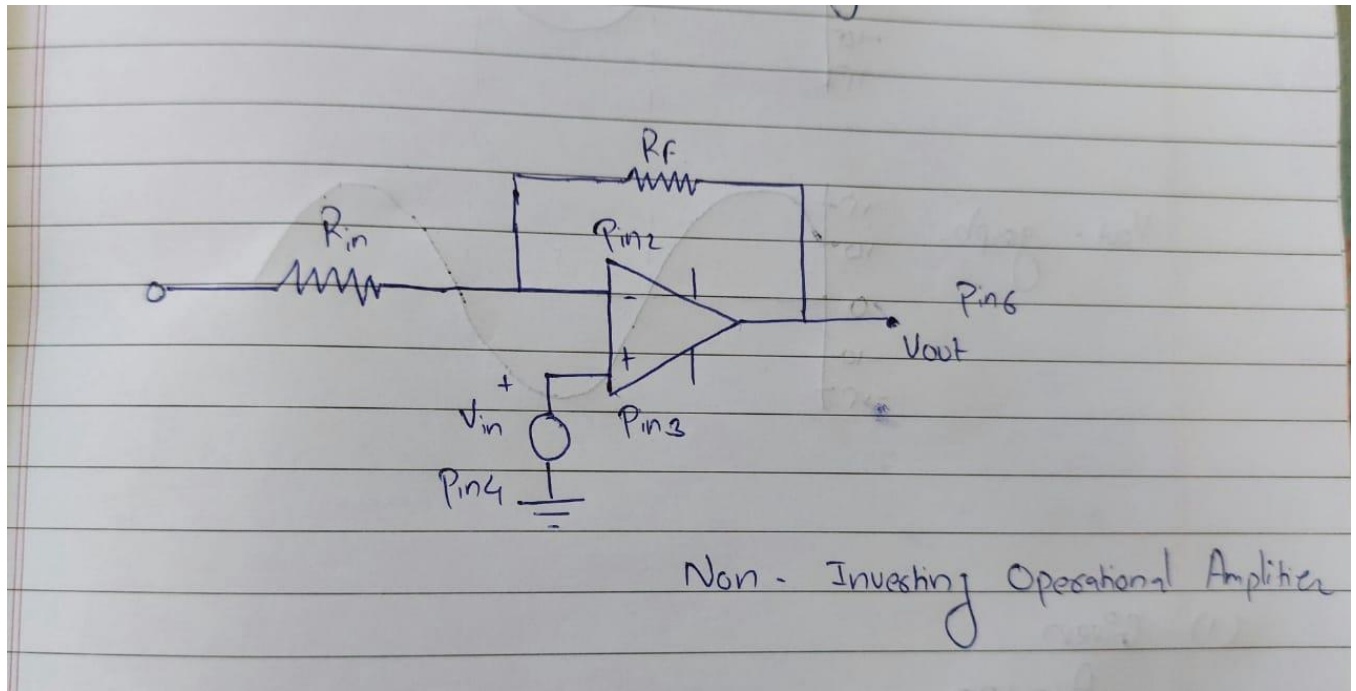 RF
Rin
Pin2
-
Pin6
Vout
+
+
Vin
Pin3
Pin4
Non - Inverting Operational Amplifier